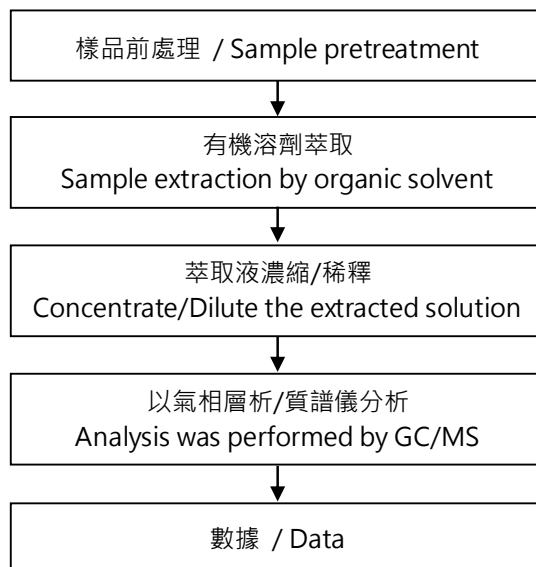 樣品前處理 / Sample pretreatment
有機溶劑萃取
Sample extraction by organic solvent
萃取液濃縮/稀釋
Concentrate/Dilute the extracted solution
以氣相層析/質譜儀分析
Analysis was performed by GC/MS
數據 / Data